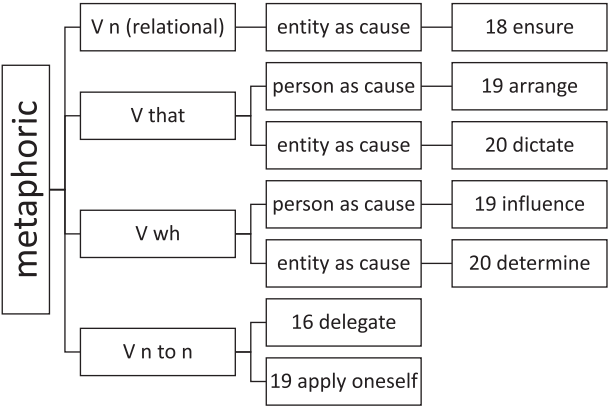 metaphoric
V n (relational)
entity as cause
18 ensure
V that
person as cause
19 arrange
entity as cause
20 dictate
V wh
person as cause
19 influence
entity as cause
20 determine
V n to n
16 delegate
19 apply oneself